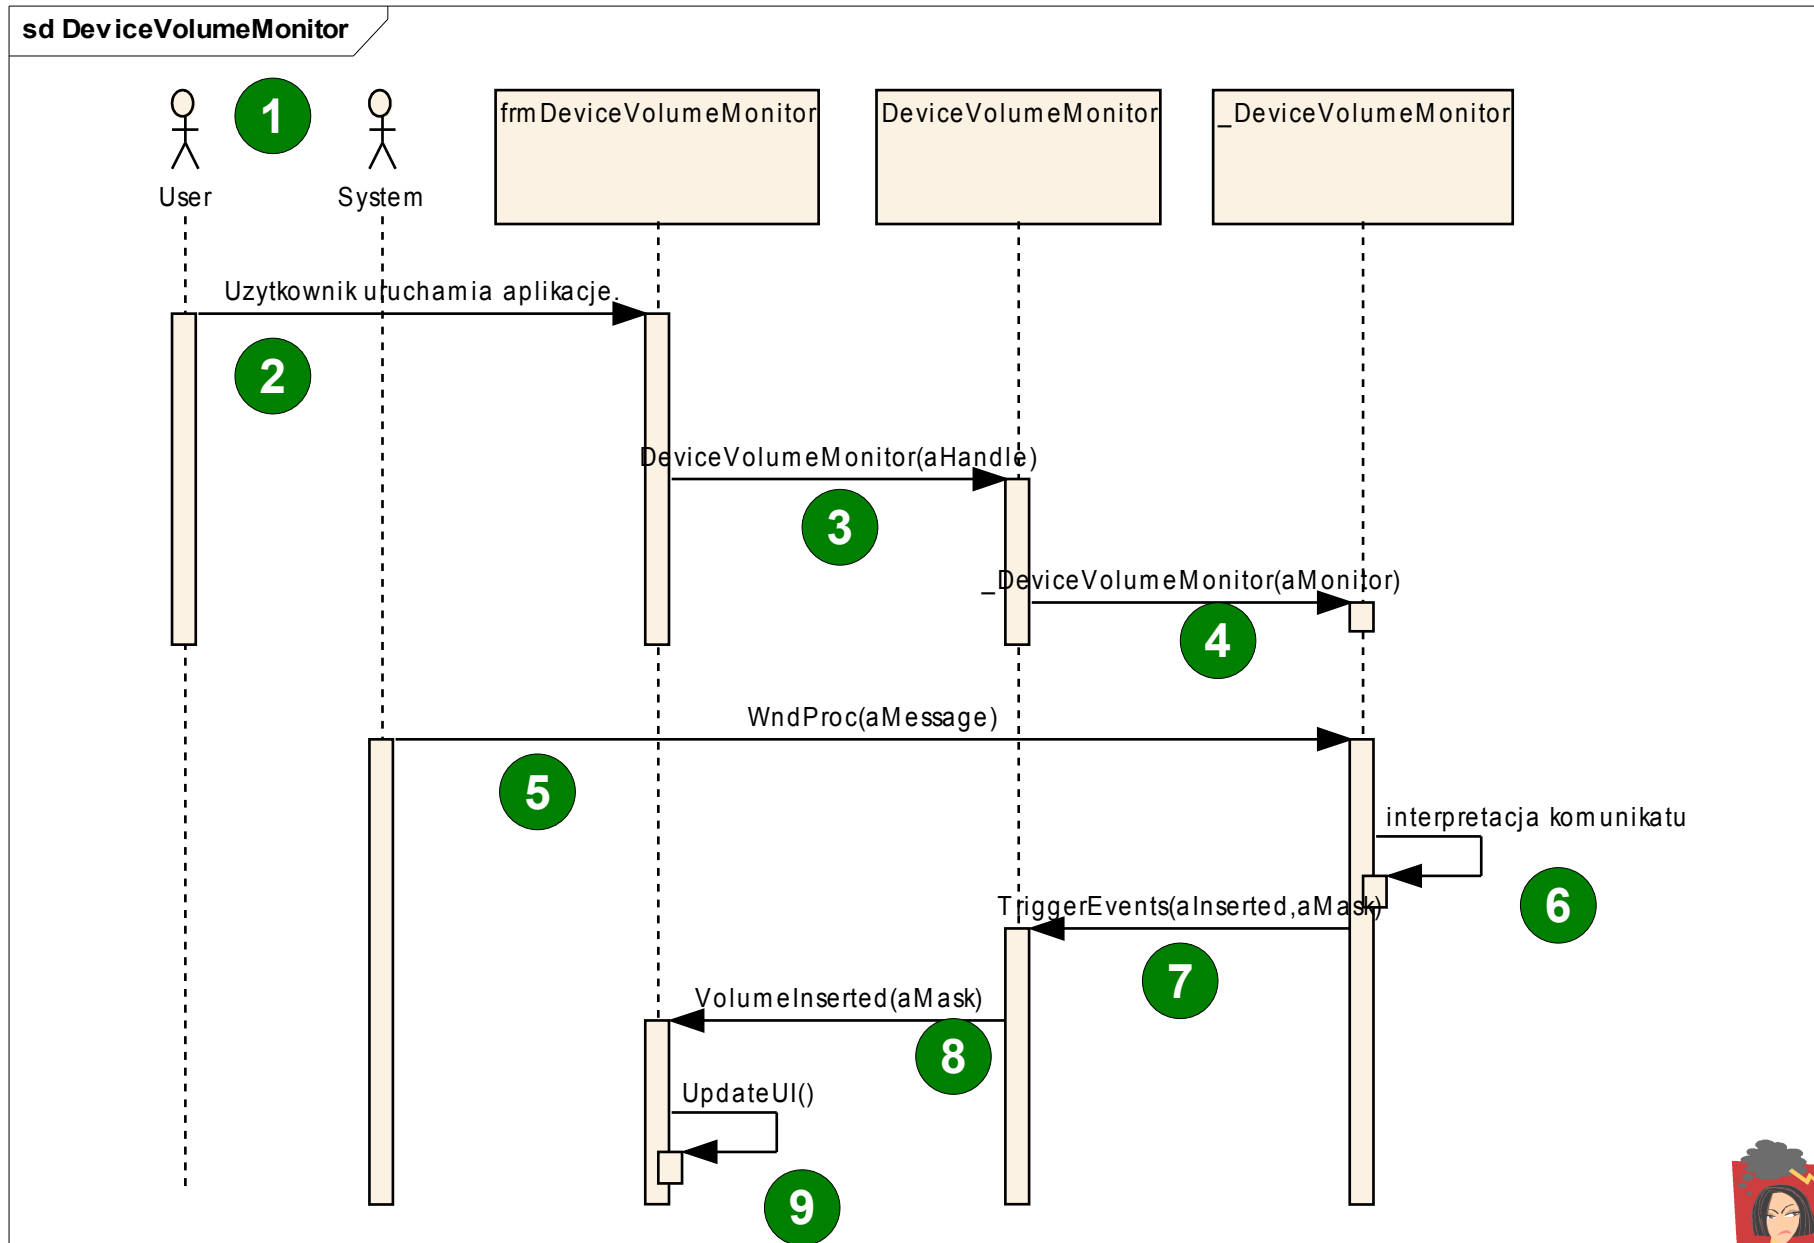 sd DeviceVolumeMonitor
1
frmDeviceVolumeMonitor
DeviceVolumeMonitor
_DeviceVolumeMonitor
User
System
Uzytkownik uruchamia aplikacje.
2
DeviceVolumeMonitor(aHandle)
3
_DeviceVolumeMonitor(aMonitor)
4
WndProc(aMessage)
5
interpretacja komunikatu
6
TriggerEvents(aInserted,aMask)
7
VolumeInserted(aMask)
8
UpdateUI()
9